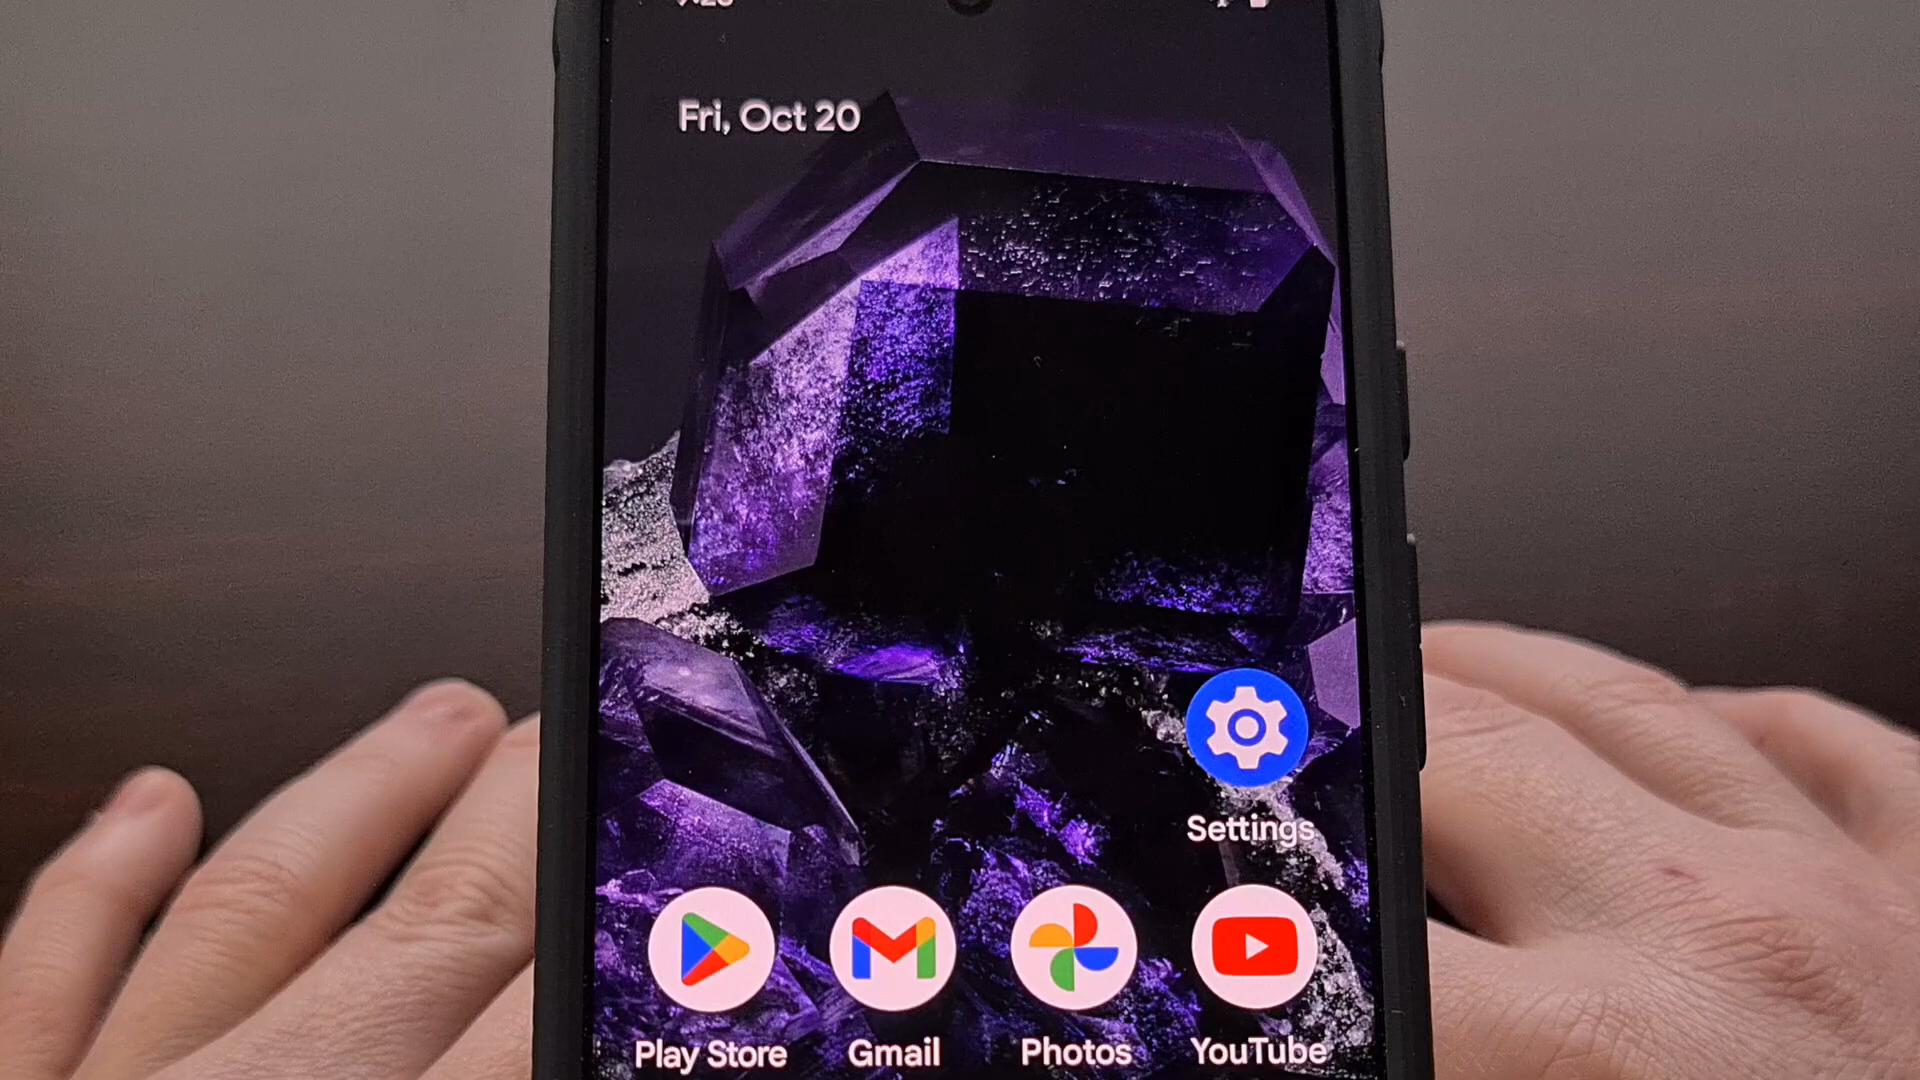 Fri, Oct 20
Settings
Play Store
Gmail
Photos
YouTube